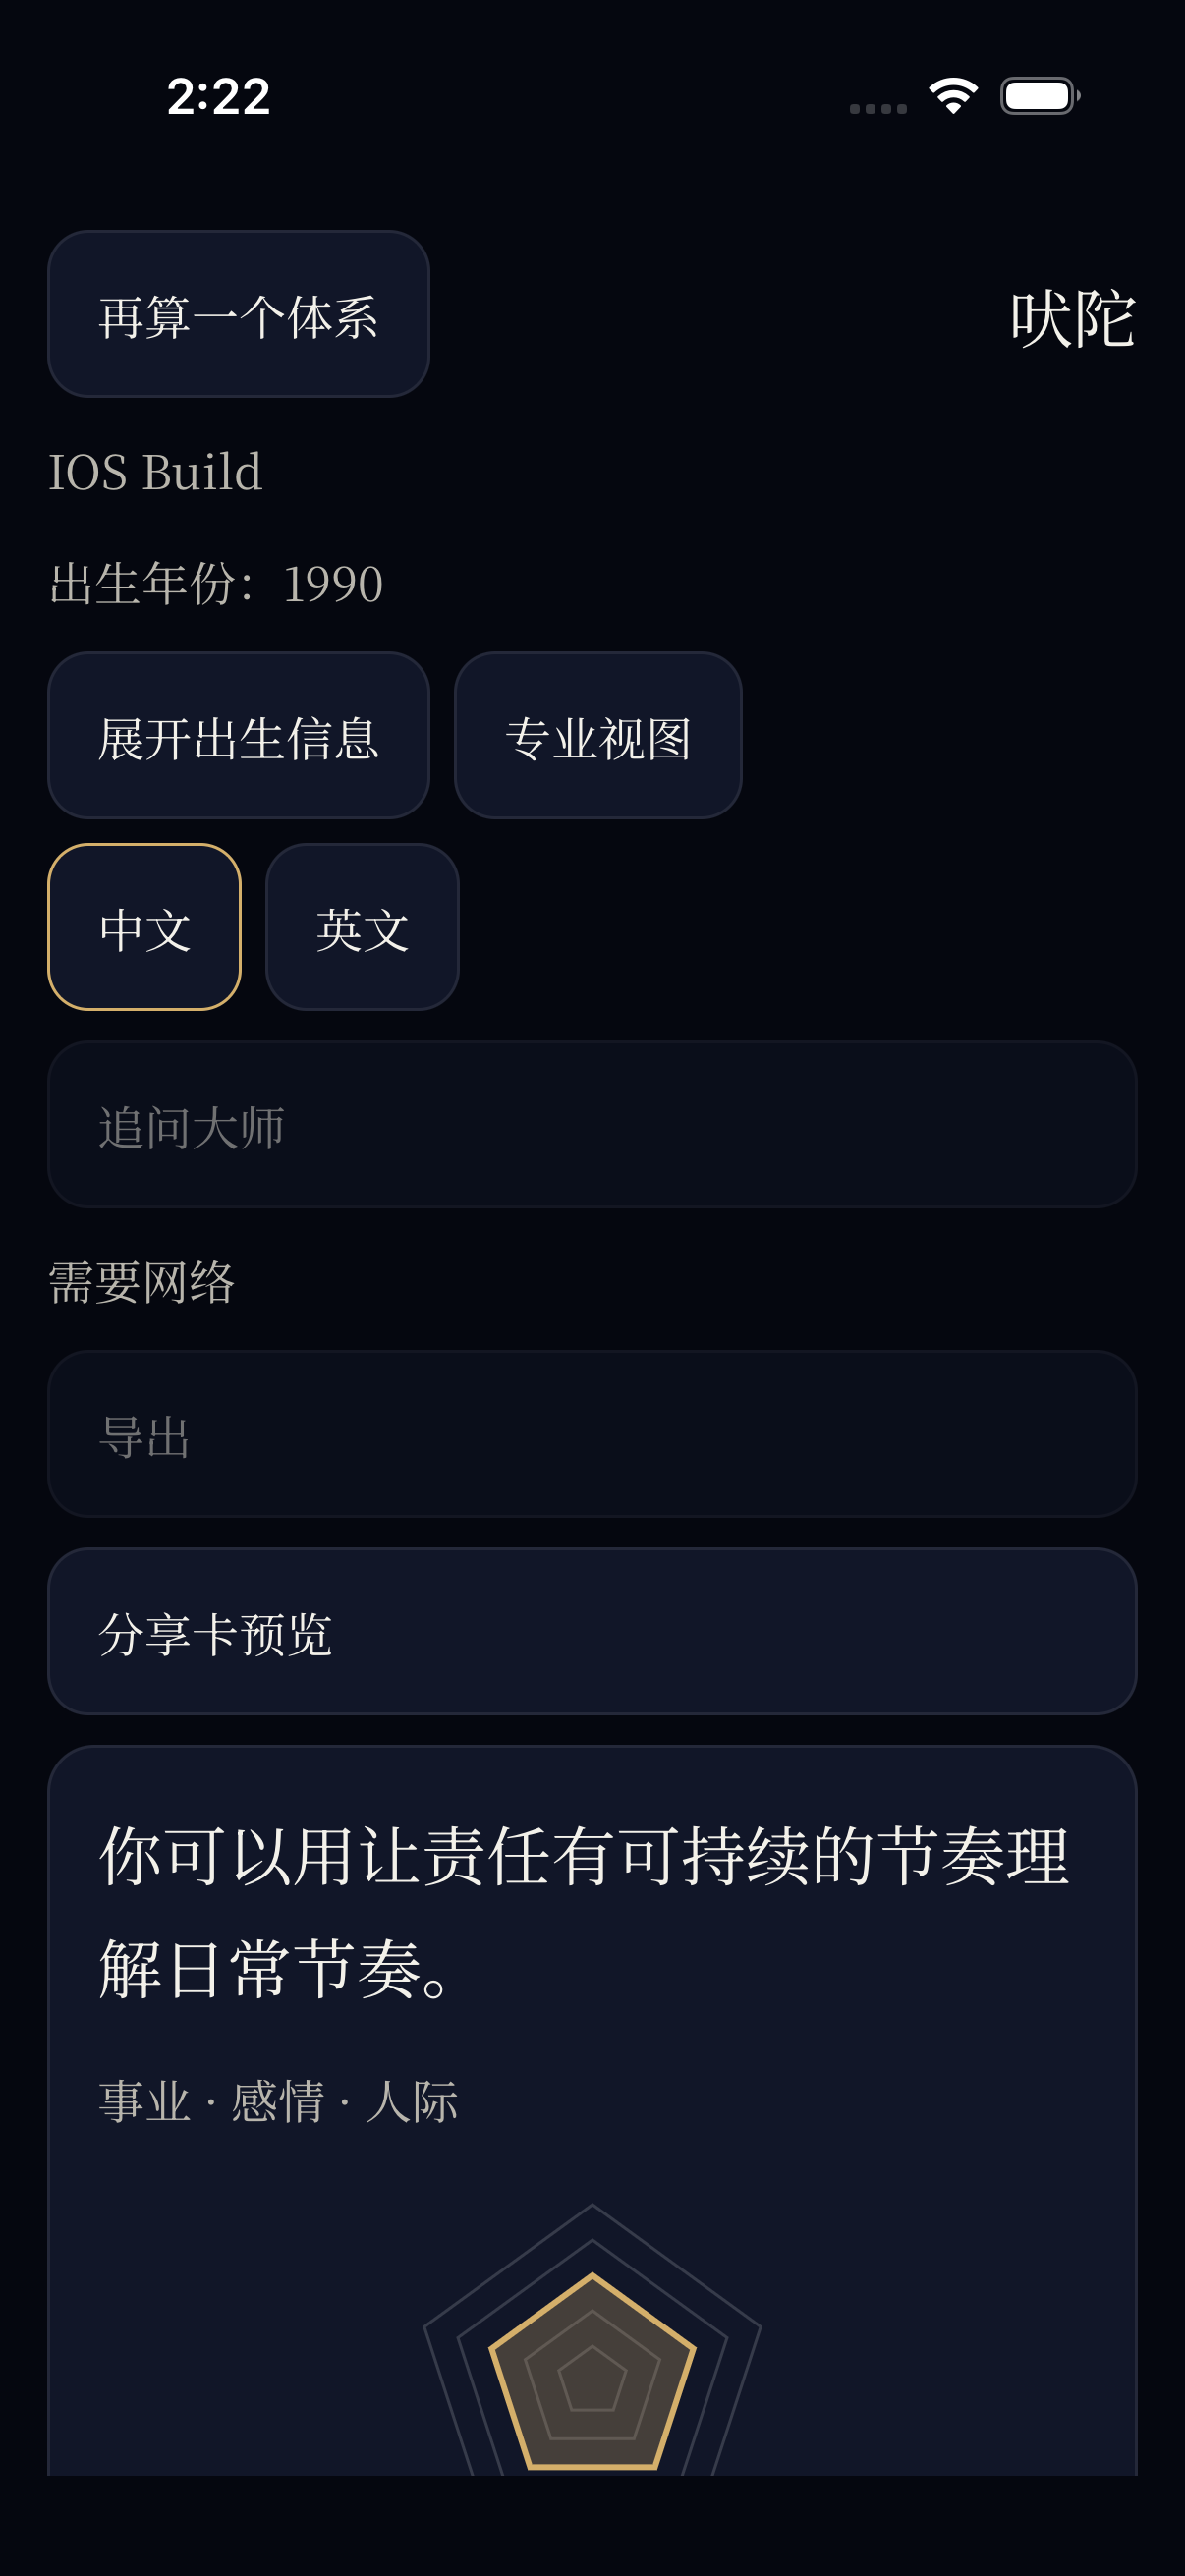 2:22
再算一个体系
吠陀
IOS Build
出生年份：1990
展开出生信息
专业视图
中文
英文
追问大师
需要网络
导出
分享卡预览
你可以用让责任有可持续的节奏理
解日常节奏。
事业 · 感情 · 人际